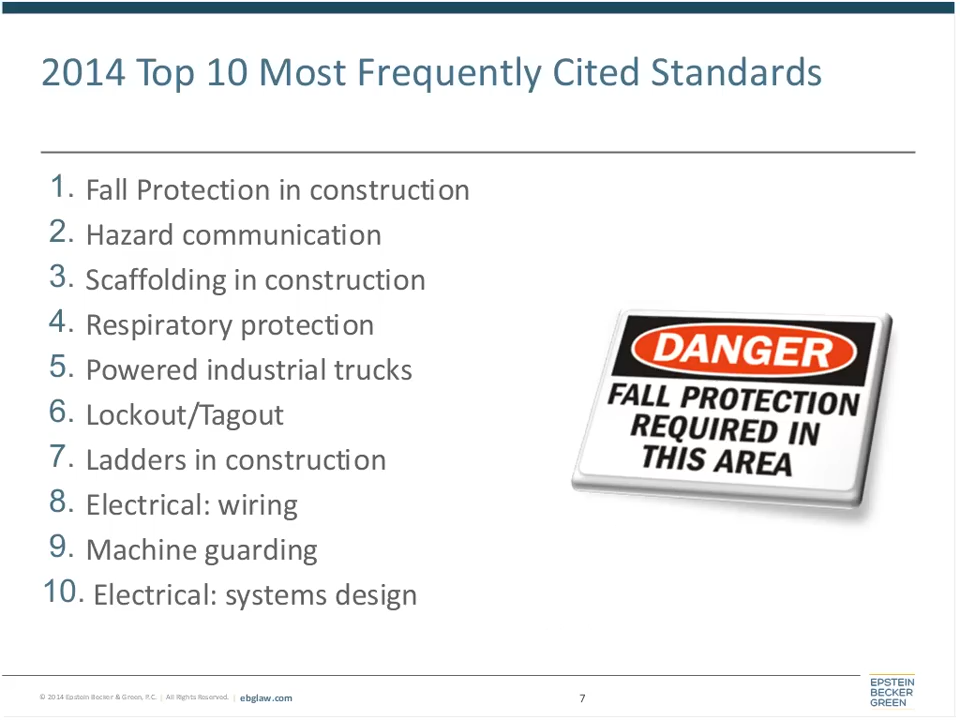 2014 Top 10 Most Frequently Cited Standards
1. Fall Protection in construction
2. Hazard communication
3. Scaffolding in construction
4. Respiratory protection
5. Powered industrial trucks
6. Lockout/Tagout
7. Ladders in construction
8. Electrical: wiring
9. Machine guarding
10. Electrical: systems design
DANGER
FALL PROTECTION
REQUIRED IN
THIS AREA
© 2014 Epstein Becker & Green, P.C. | All Rights Reserved. | ebglaw.com
7
EPSTEIN
BECKER
GREEN